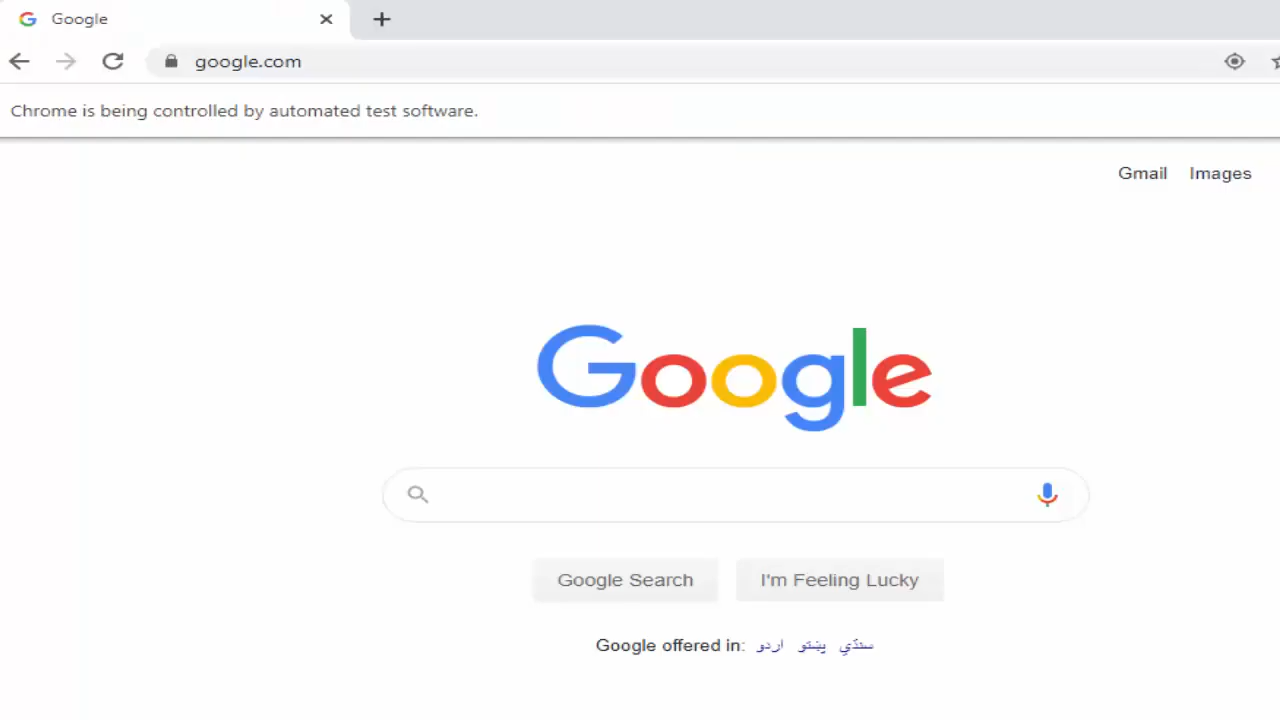 Google
google.com
Chrome is being controlled by automated test software.
Gmail Images
Google
Google Search I'm Feeling Lucky
Google offered in: اردو پښتو سنڌي